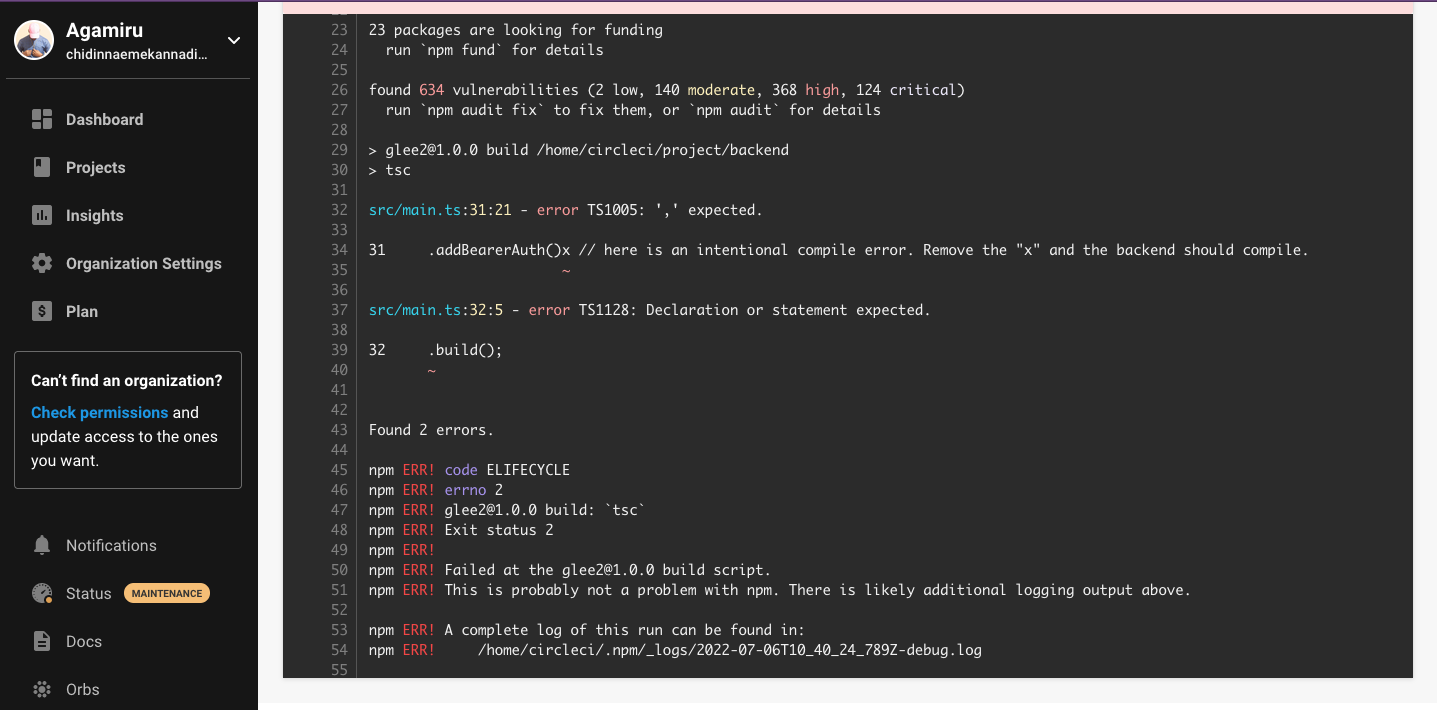 Agamiru
chidinnaemekannadi...
Dashboard
Projects
Insights
Organization Settings
Plan
Can't find an organization?
Check permissions and
update access to the ones
you want.
Notifications
Status MAINTENANCE
Docs
Orbs
23 23 packages are looking for funding
24 run `npm fund` for details
25
26 found 634 vulnerabilities (2 low, 140 moderate, 368 high, 124 critical)
27 run `npm audit fix` to fix them, or `npm audit` for details
28
29 > glee2@1.0.0 build /home/circleci/project/backend
30 > tsc
31
32 src/main.ts:31:21 - error TS1005: ',' expected.
33
34 31 .addBearerAuth()x // here is an intentional compile error. Remove the "x" and the backend should compile.
35 ~
36
37 src/main.ts:32:5 - error TS1128: Declaration or statement expected.
38
39 32 .build();
40 ~
41
42
43 Found 2 errors.
44
45 npm ERR! code ELIFECYCLE
46 npm ERR! errno 2
47 npm ERR! glee2@1.0.0 build: `tsc`
48 npm ERR! Exit status 2
49 npm ERR!
50 npm ERR! Failed at the glee2@1.0.0 build script.
51 npm ERR! This is probably not a problem with npm. There is likely additional logging output above.
52
53 npm ERR! A complete log of this run can be found in:
54 npm ERR! /home/circleci/.npm/_logs/2022-07-06T10_40_24_789Z-debug.log
55